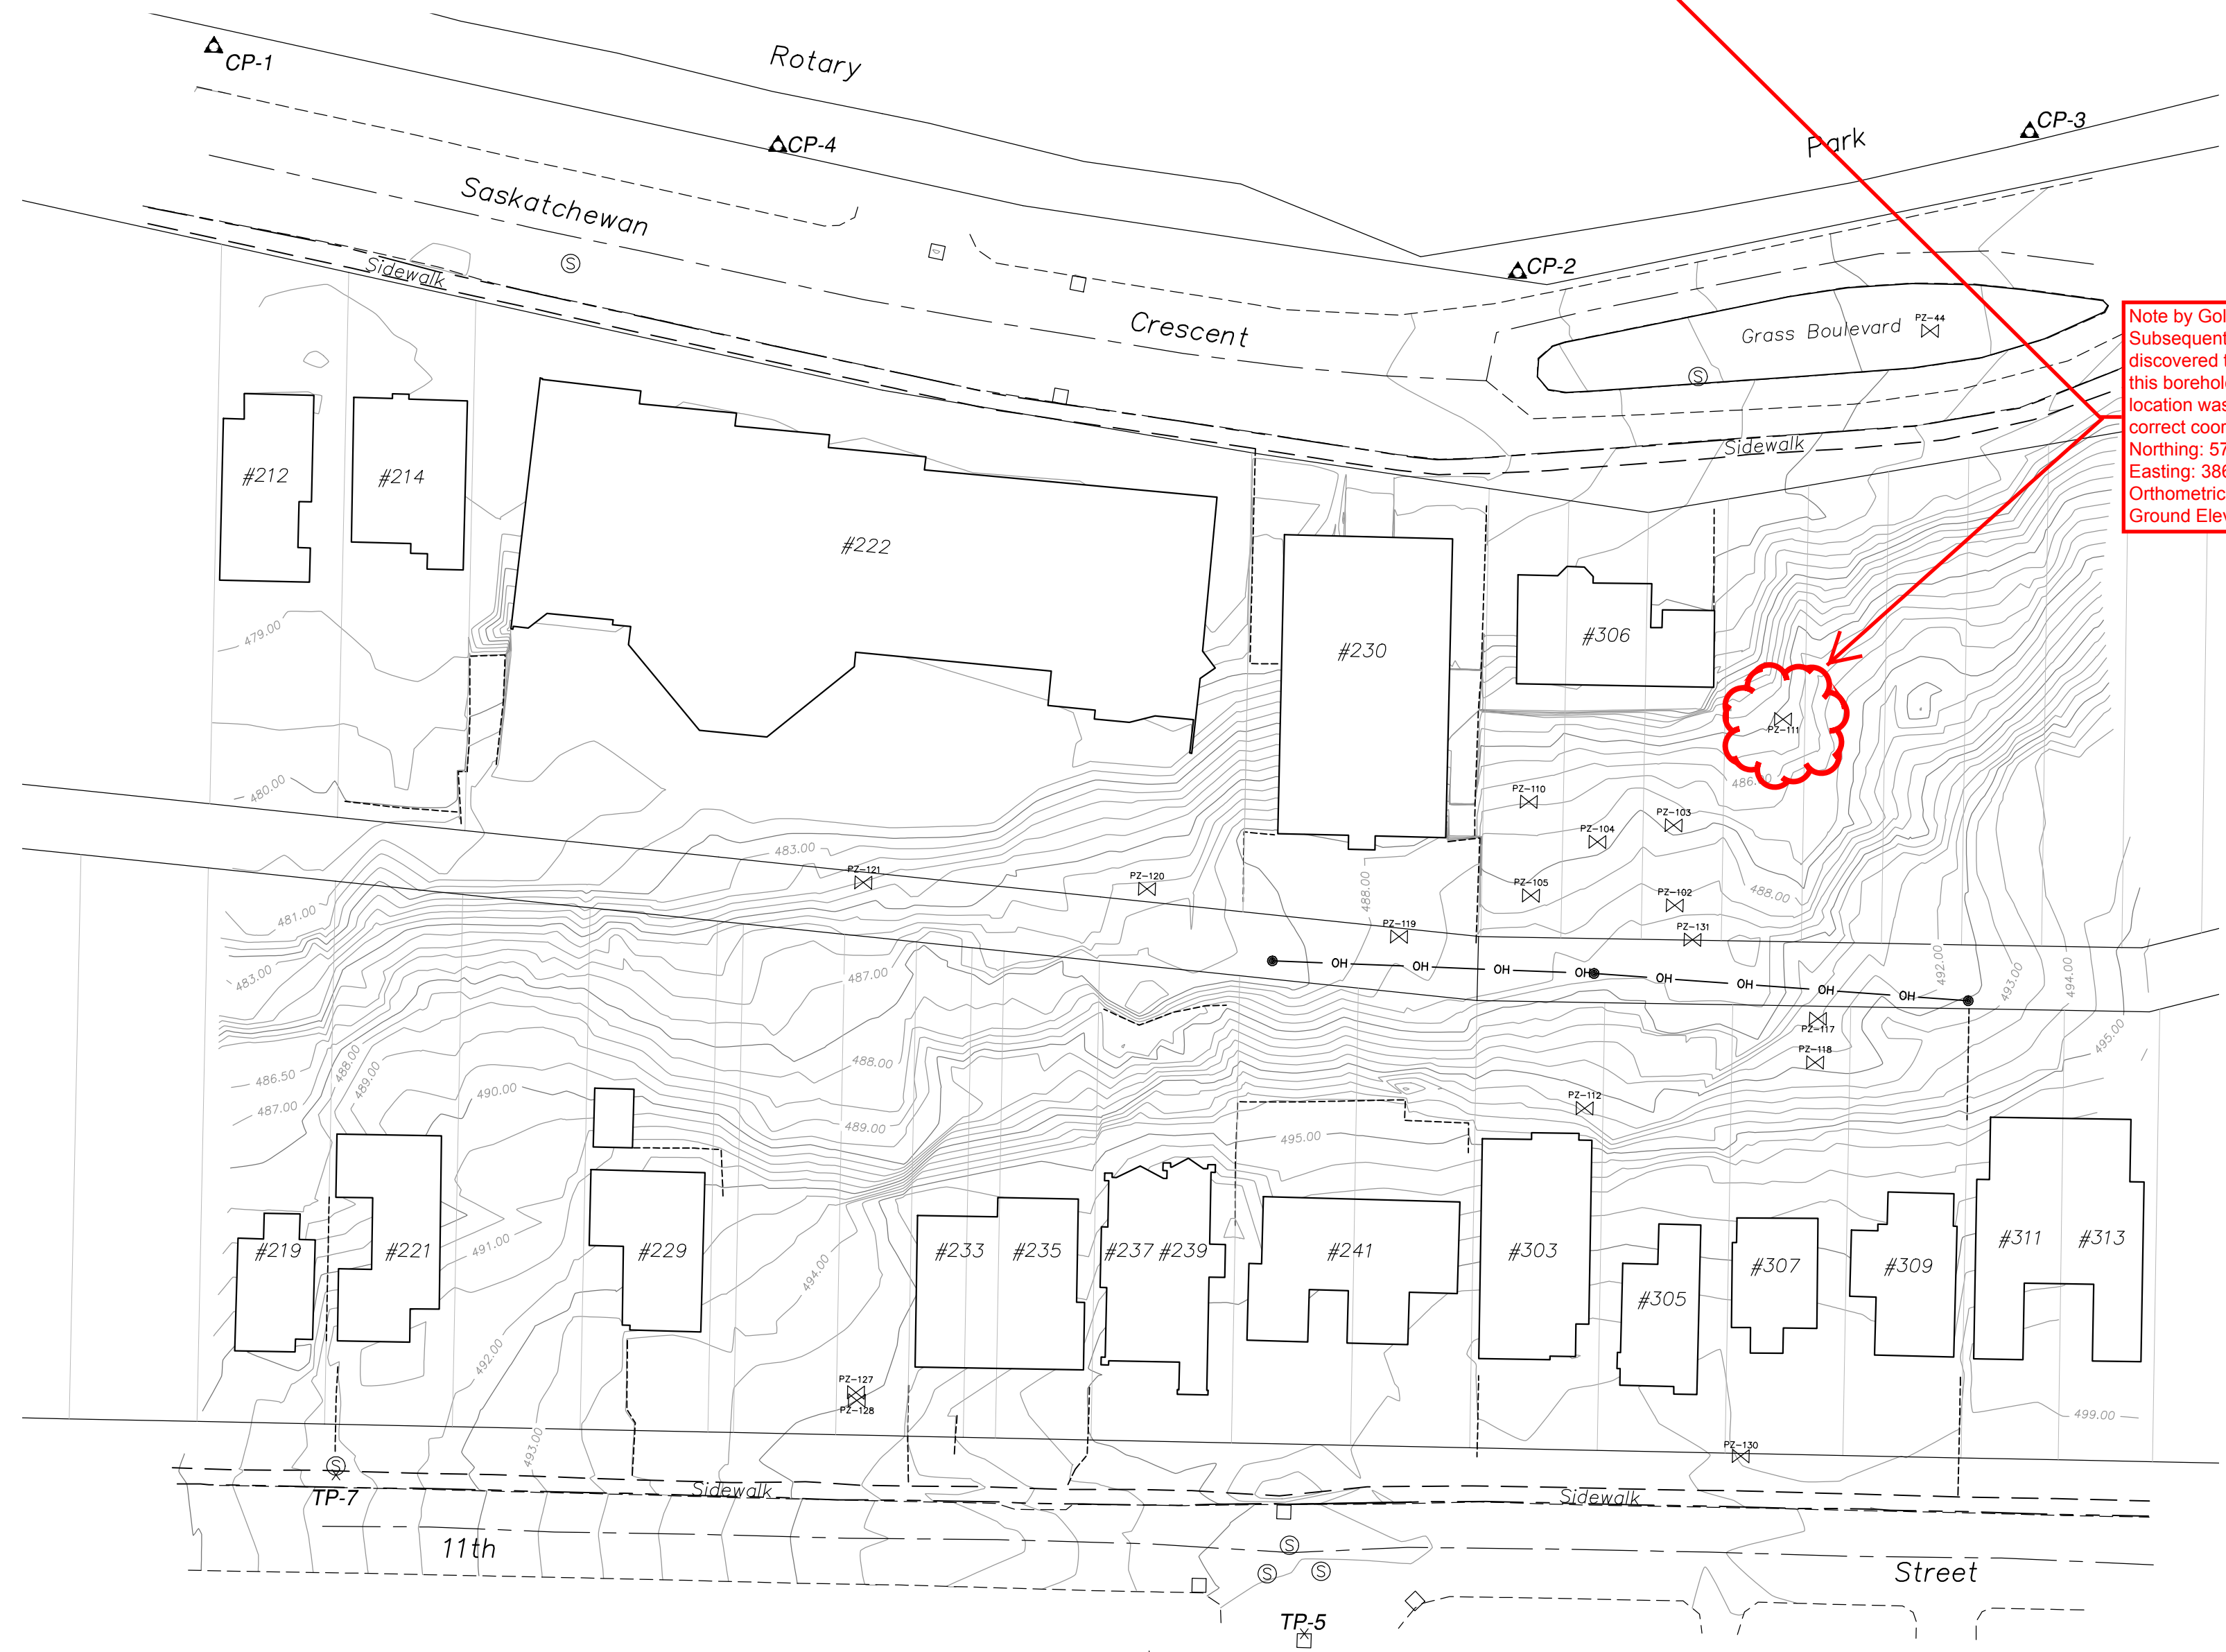 Rotary
Park
CP-1
CP-4
CP-3
CP-2
Saskatchewan
Crescent
Sidewalk
Grass Boulevard
PZ-44
Sidewalk
Note by
Subsequent
discovered
this
location was
correct
Northing:
Easting:
Orthometric
Ground
#212
#214
#222
#230
#306
479.00
480.00
PZ-111
PZ-110
PZ-104
PZ-103
483.00
PZ-121
PZ-120
PZ-105
PZ-102
488.00
488.00
481.00
PZ-119
PZ-131
483.00
487.00
OH OH OH OH OH OH OH OH
492.00
493.00
494.00
495.00
PZ-117
PZ-118
PZ-112
486.50
487.00
488.00
489.00
490.00
488.00
489.00
495.00
#219
#221
491.00
#229
494.00
#233
#235
#237 #239
#241
#303
#305
#307
#309
#311
#313
492.00
493.00
PZ-127
PZ-128
499.00
PZ-130
S
TP-7
Sidewalk
Sidewalk
11th
Street
S
S
S
TP-5
S
S